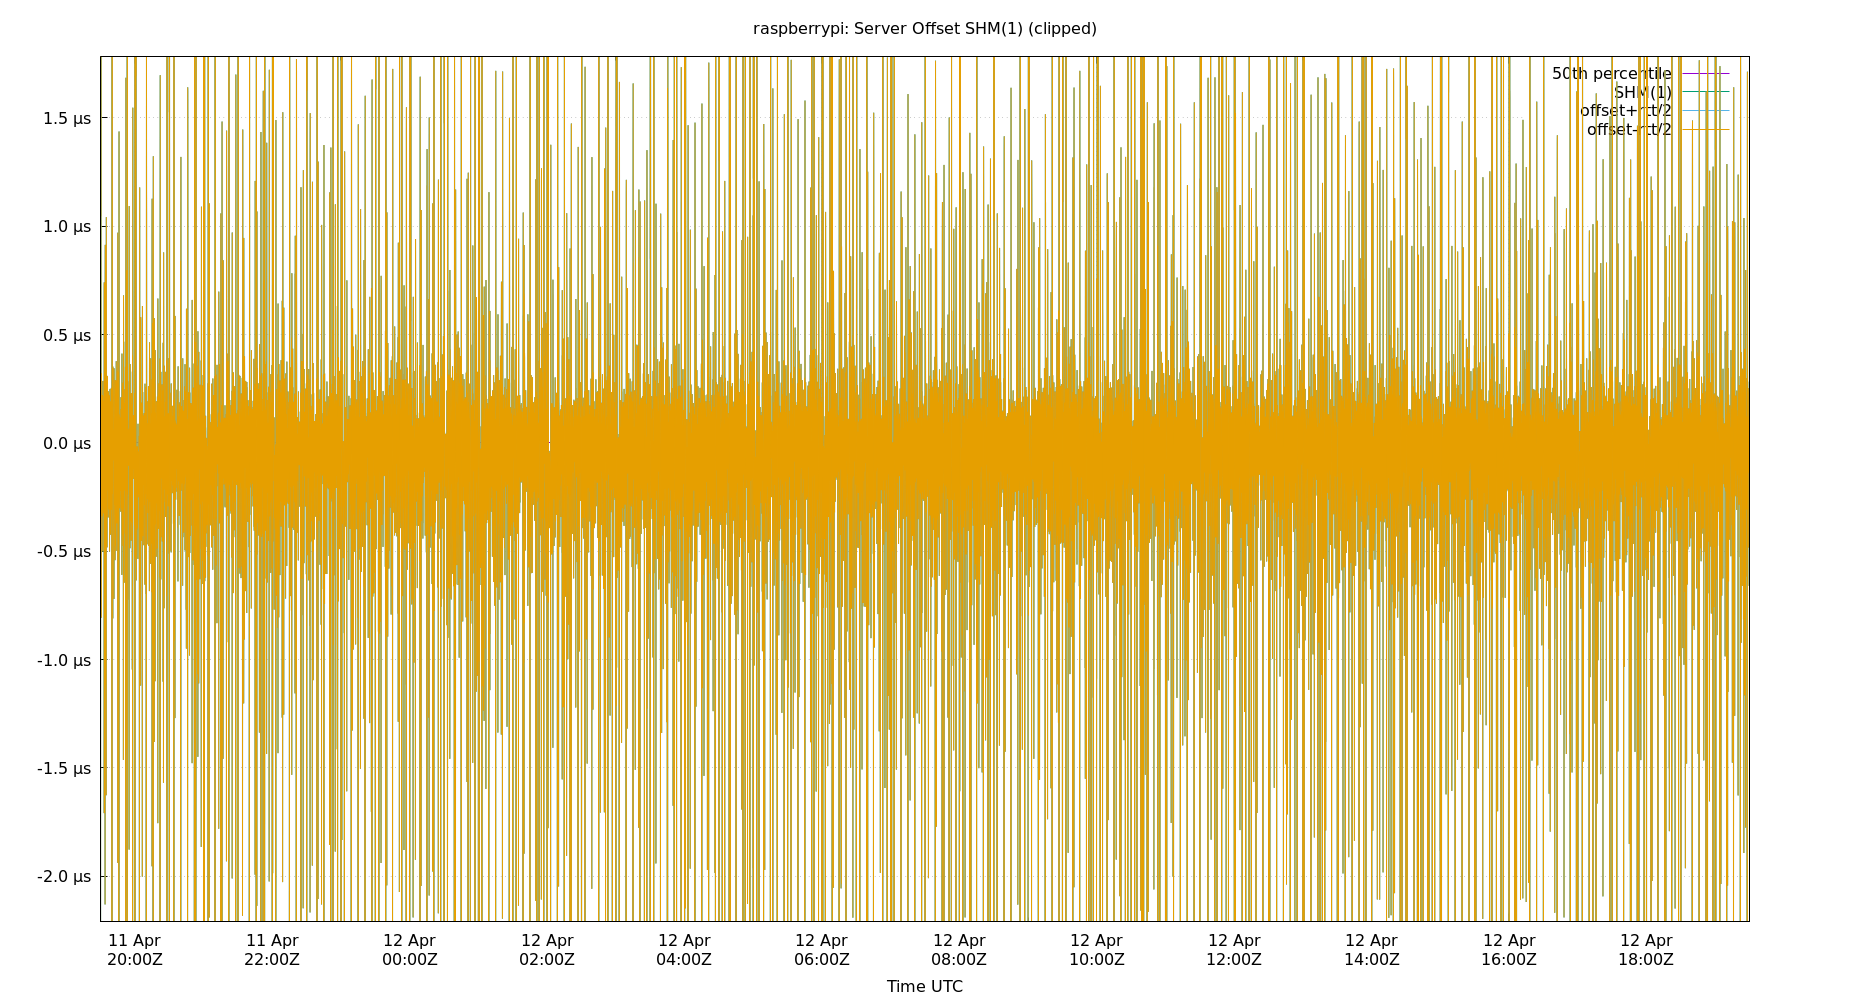 raspberrypi: Server Offset SHM(1) (clipped)
50th percentile
SHM(1)
offset+rtt/2
offset-rtt/2
1.5 µs
1.0 µs
0.5 µs
0.0 µs
-0.5 µs
-1.0 µs
-1.5 µs
-2.0 µs
11 Apr 11 Apr 12 Apr 12 Apr 12 Apr 12 Apr 12 Apr 12 Apr 12 Apr 12 Apr 12 Apr 12 Apr
20:00Z 22:00Z 00:00Z 02:00Z 04:00Z 06:00Z 08:00Z 10:00Z 12:00Z 14:00Z 16:00Z 18:00Z
Time UTC